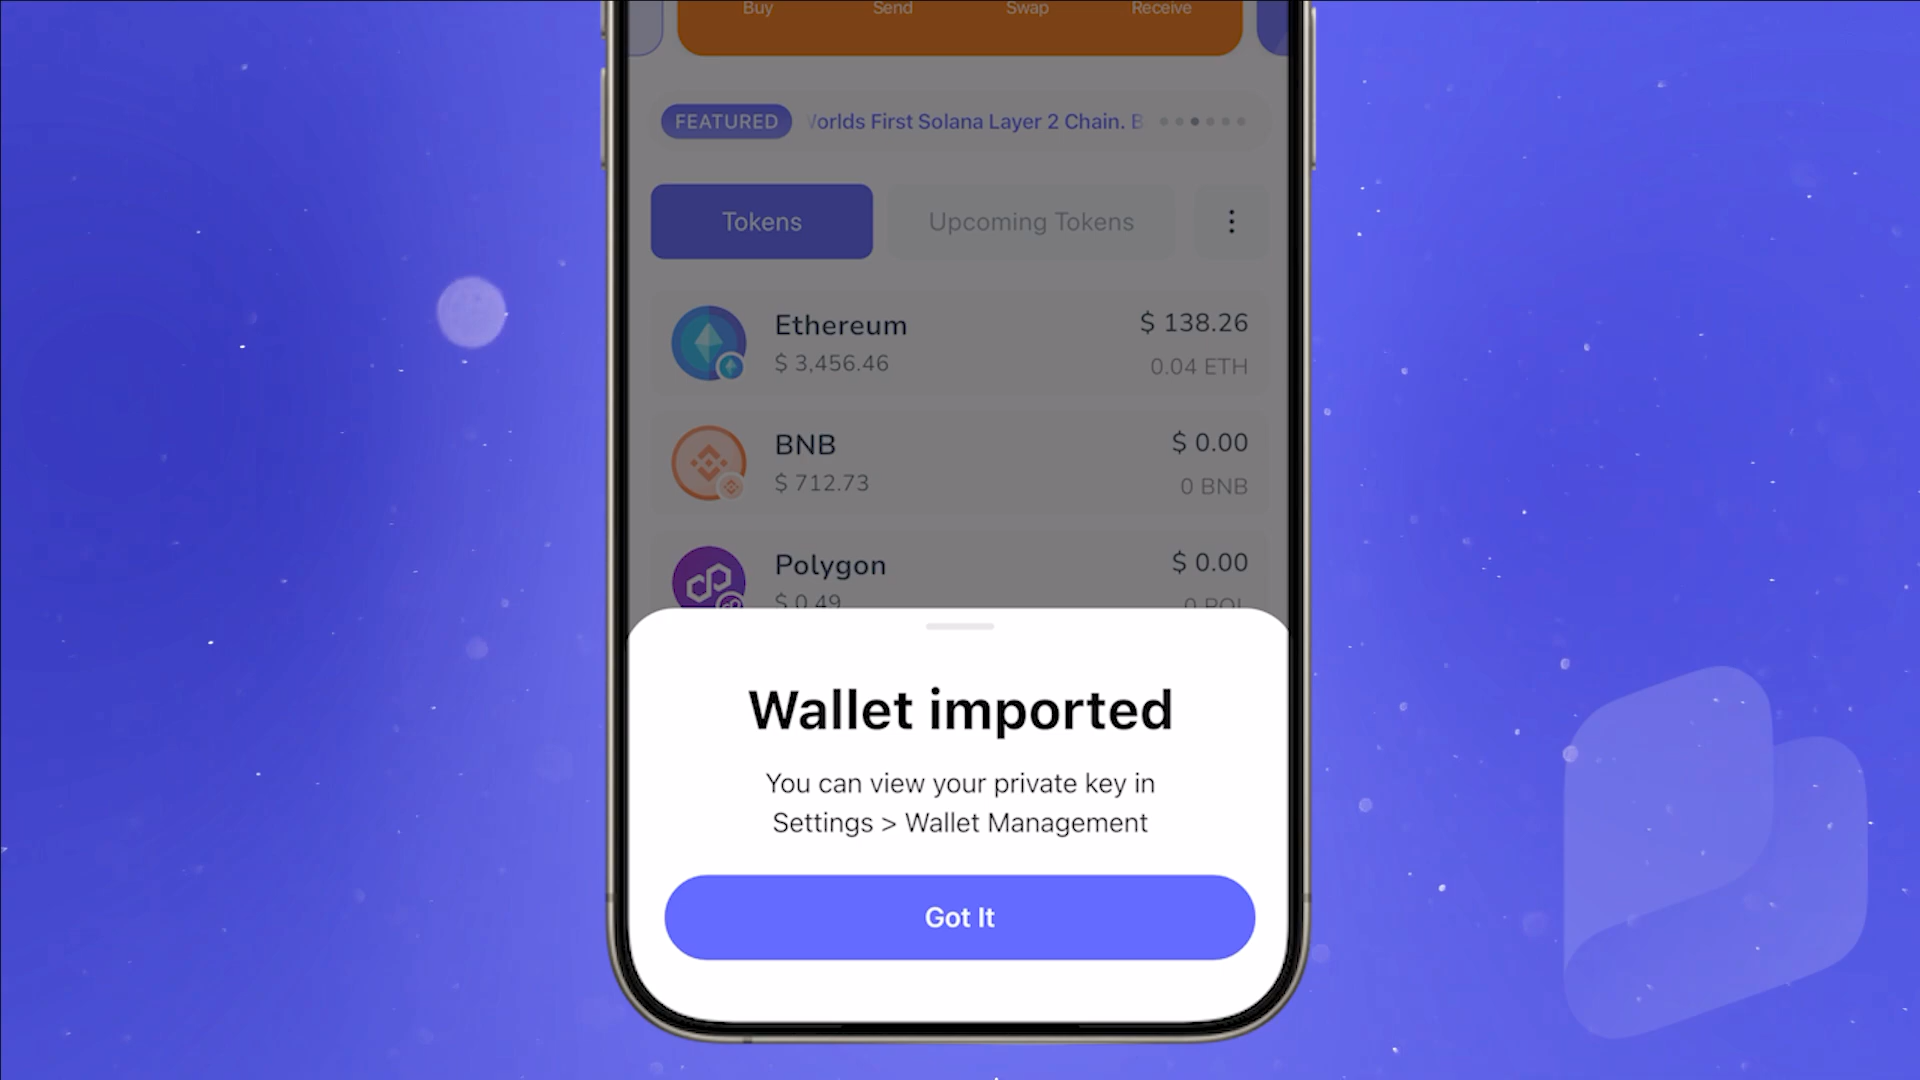 Buy Send Swap Receive
FEATURED Worlds First Solana Layer 2 Chain. B
Tokens Upcoming Tokens
Ethereum $ 138.26
$ 3,456.46 0.04 ETH
BNB $ 0.00
$ 712.73 0 BNB
Polygon $ 0.00
$ 0.49 0 POL
Wallet imported
You can view your private key in
Settings > Wallet Management
Got It